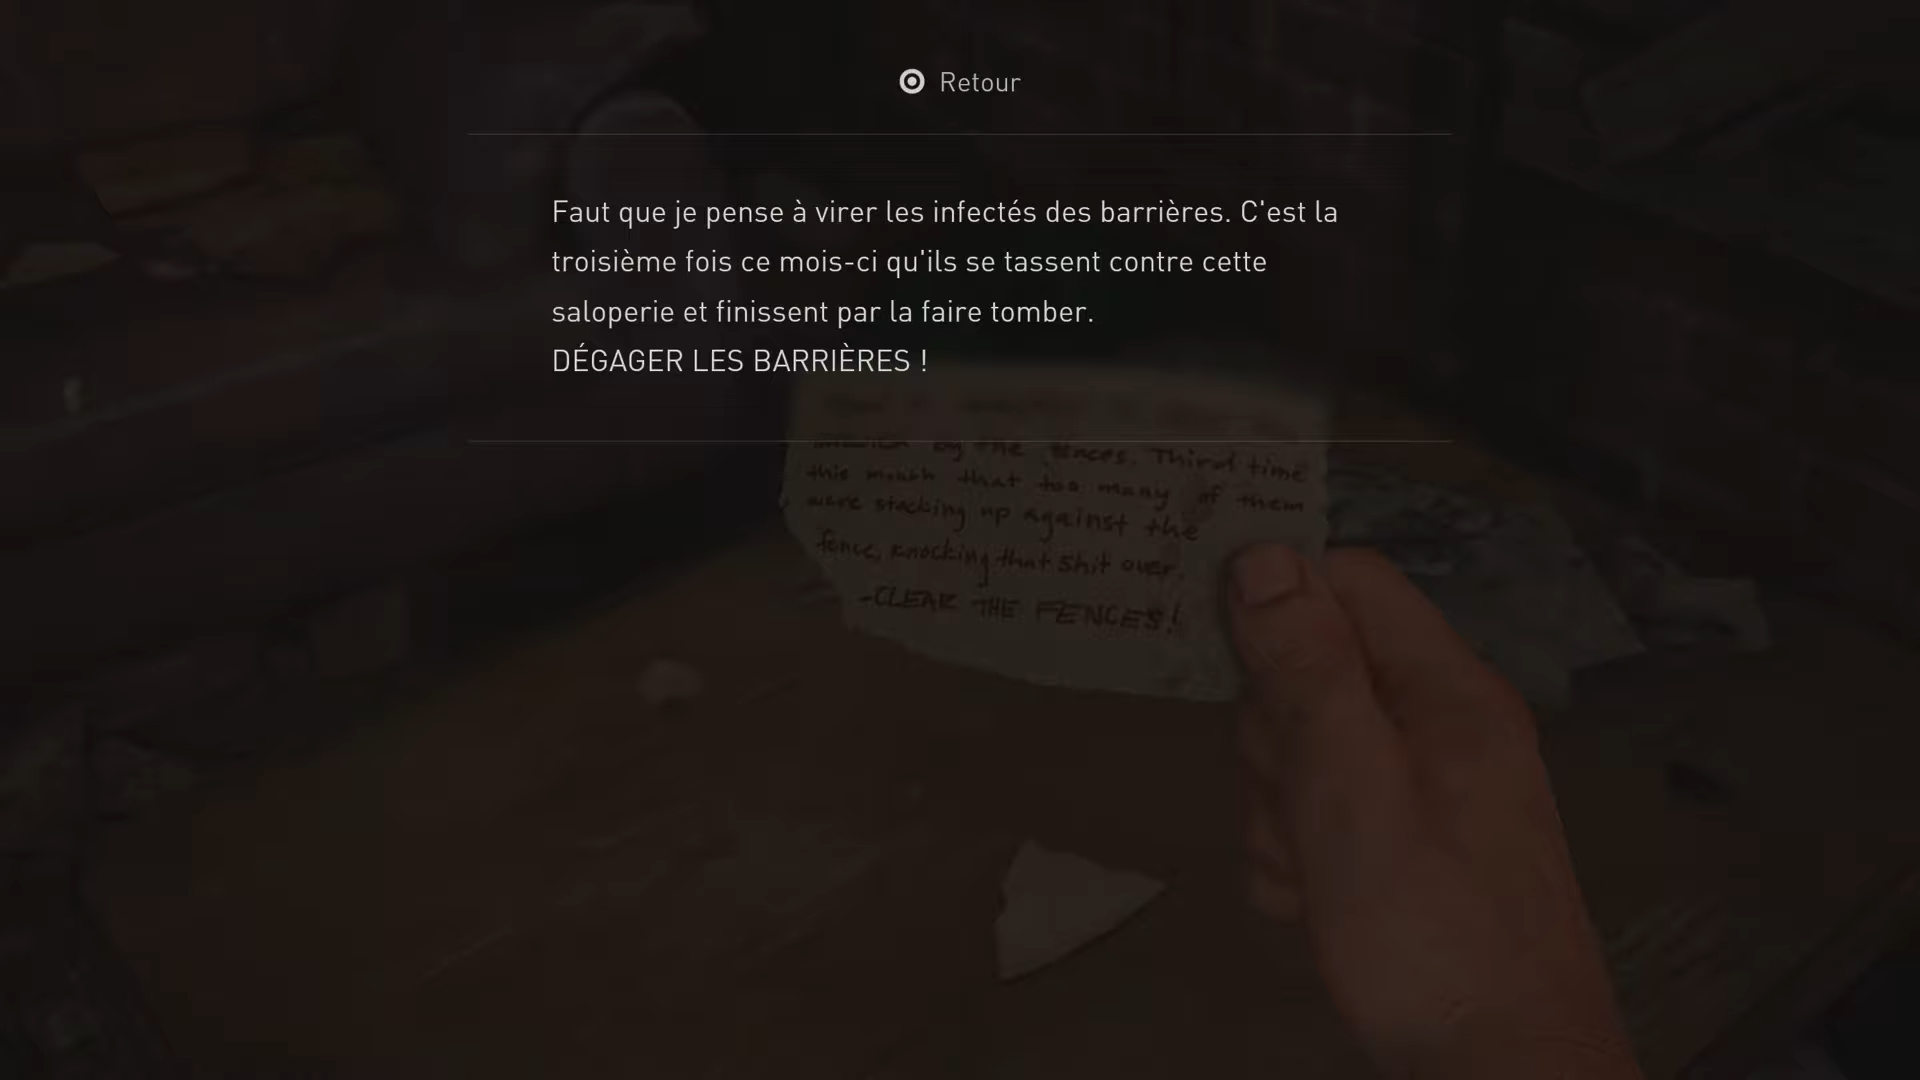 Retour
Faut que je pense à virer les infectés des barrières. C'est la
troisième fois ce mois-ci qu'ils se tassent contre cette
saloperie et finissent par la faire tomber.
DÉGAGER LES BARRIÈRES !
by the fences. Third time
this month that too many of them
were stacking up against the
fence, knocking that shit over.
-CLEAR THE FENCES!